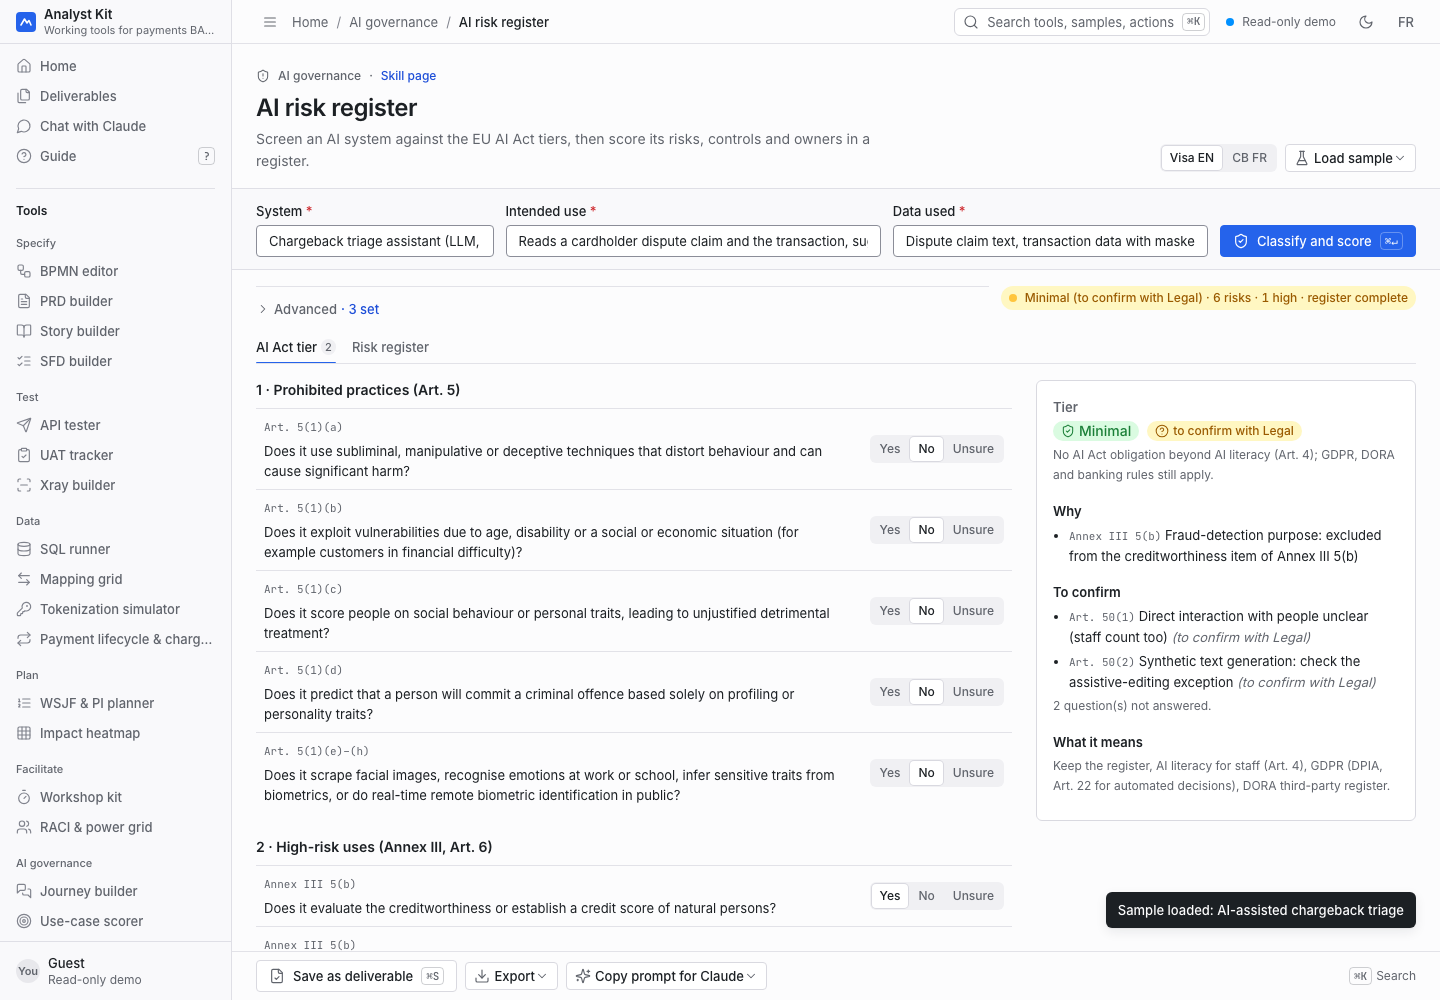 Analyst Kit
Working tools for payments BA...
Home
Deliverables
Chat with Claude
Guide
?
Tools
Specify
BPMN editor
PRD builder
Story builder
SFD builder
Test
API tester
UAT tracker
Xray builder
Data
SQL runner
Mapping grid
Tokenization simulator
Payment lifecycle & charg...
Plan
WSJF & PI planner
Impact heatmap
Facilitate
Workshop kit
RACI & power grid
AI governance
Journey builder
Use-case scorer
You
Guest
Read-only demo
Home / AI governance / AI risk register
Search tools, samples, actions ⌘K
Read-only demo
FR
AI governance · Skill page
AI risk register
Screen an AI system against the EU AI Act tiers, then score its risks, controls and owners in a
register.
Visa EN
CB FR
Load sample
System *
Chargeback triage assistant (LLM,
Intended use *
Reads a cardholder dispute claim and the transaction, su
Data used *
Dispute claim text, transaction data with maske
Classify and score ⌘↵
Advanced · 3 set
Minimal (to confirm with Legal) · 6 risks · 1 high · register complete
AI Act tier 2
Risk register
1 · Prohibited practices (Art. 5)
Art. 5(1)(a)
Does it use subliminal, manipulative or deceptive techniques that distort behaviour and can
cause significant harm?
Yes No Unsure
Art. 5(1)(b)
Does it exploit vulnerabilities due to age, disability or a social or economic situation (for
example customers in financial difficulty)?
Yes No Unsure
Art. 5(1)(c)
Does it score people on social behaviour or personal traits, leading to unjustified detrimental
treatment?
Yes No Unsure
Art. 5(1)(d)
Does it predict that a person will commit a criminal offence based solely on profiling or
personality traits?
Yes No Unsure
Art. 5(1)(e)–(h)
Does it scrape facial images, recognise emotions at work or school, infer sensitive traits from
biometrics, or do real-time remote biometric identification in public?
Yes No Unsure
2 · High-risk uses (Annex III, Art. 6)
Annex III 5(b)
Does it evaluate the creditworthiness or establish a credit score of natural persons?
Yes No Unsure
Annex III 5(b)
Tier
Minimal
to confirm with Legal
No AI Act obligation beyond AI literacy (Art. 4); GDPR, DORA
and banking rules still apply.
Why
• Annex III 5(b) Fraud-detection purpose: excluded
from the creditworthiness item of Annex III 5(b)
To confirm
• Art. 50(1) Direct interaction with people unclear
(staff count too) (to confirm with Legal)
• Art. 50(2) Synthetic text generation: check the
assistive-editing exception (to confirm with Legal)
2 question(s) not answered.
What it means
Keep the register, AI literacy for staff (Art. 4), GDPR (DPIA,
Art. 22 for automated decisions), DORA third-party register.
Sample loaded: AI-assisted chargeback triage
Save as deliverable ⌘S
Export
Copy prompt for Claude
⌘K Search